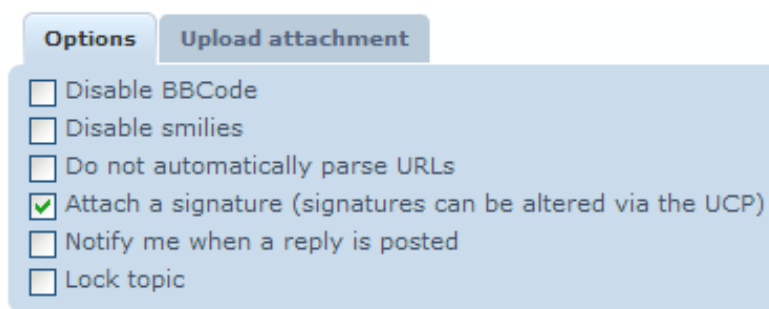 Options Upload attachment
Disable BBCode
Disable smilies
Do not automatically parse URLs
Attach a signature (signatures can be altered via the UCP)
Notify me when a reply is posted
Lock topic